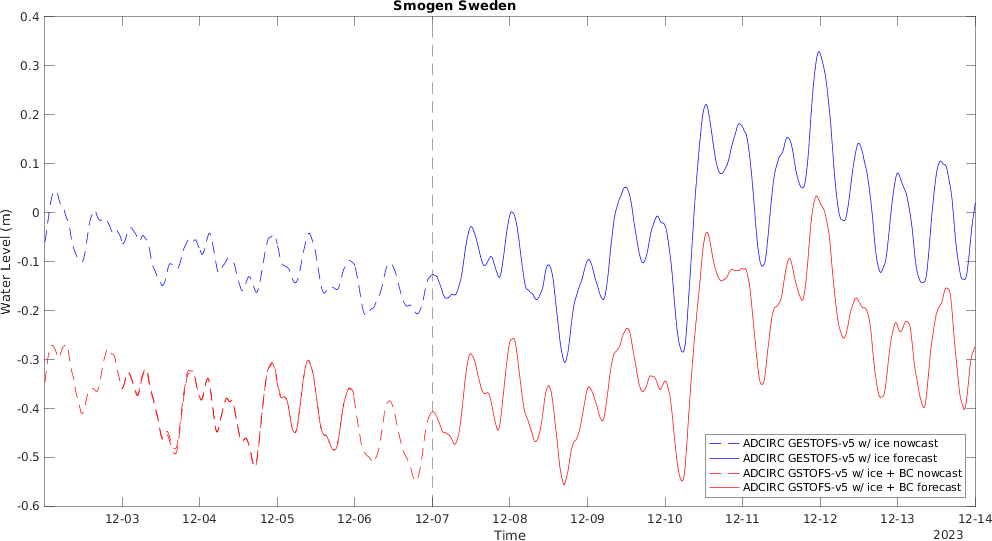 Smogen Sweden
Water Level (m)
0.4
0.3
0.2
0.1
0
-0.1
-0.2
-0.3
-0.4
-0.5
-0.6
ADCIRC GESTOFS-v5 w/ ice nowcast
ADCIRC GESTOFS-v5 w/ ice forecast
ADCIRC GSTOFS-v5 w/ ice + BC nowcast
ADCIRC GSTOFS-v5 w/ ice + BC forecast
12-03 12-04 12-05 12-06 12-07 12-08 12-09 12-10 12-11 12-12 12-13 12-14
Time
2023